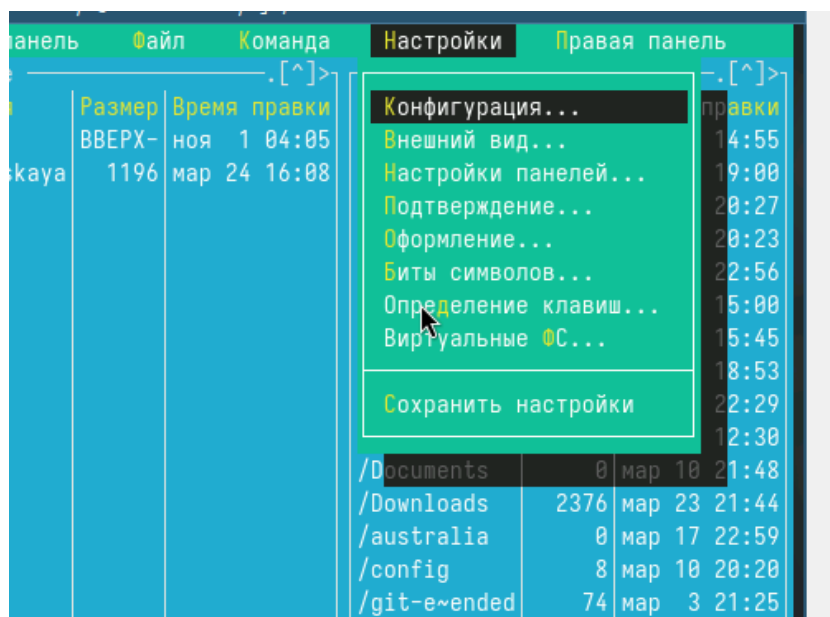 панель Файл Команда Настройки Правая панель
.[^]> .[^]>
Размер Время правки Конфигурация... правки
ВВЕРХ- ноя 1 04:05 Внешний вид... 14:55
skaya 1196 мар 24 16:08 Настройки панелей... 19:00
Подтверждение... 20:27
Оформление... 20:23
Биты символов... 22:56
Определение клавиш... 15:00
Виртуальные ФС... 15:45
18:53
Сохранить настройки 22:29
12:30
/Documents 0 мар 10 21:48
/Downloads 2376 мар 23 21:44
/australia 0 мар 17 22:59
/config 8 мар 10 20:20
/git-e~ended 74 мар 3 21:25